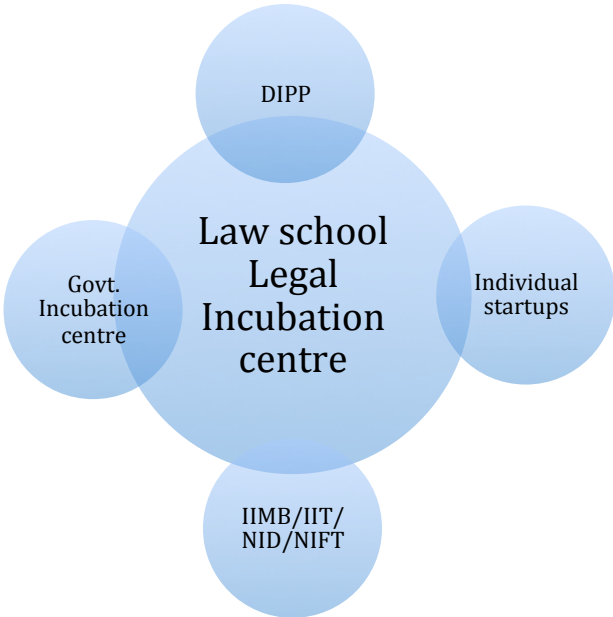 DIPP
Law school
Legal
Incubation
centre
Govt.
Incubation
centre
Individual
startups
IIMB/IIT/
NID/NIFT